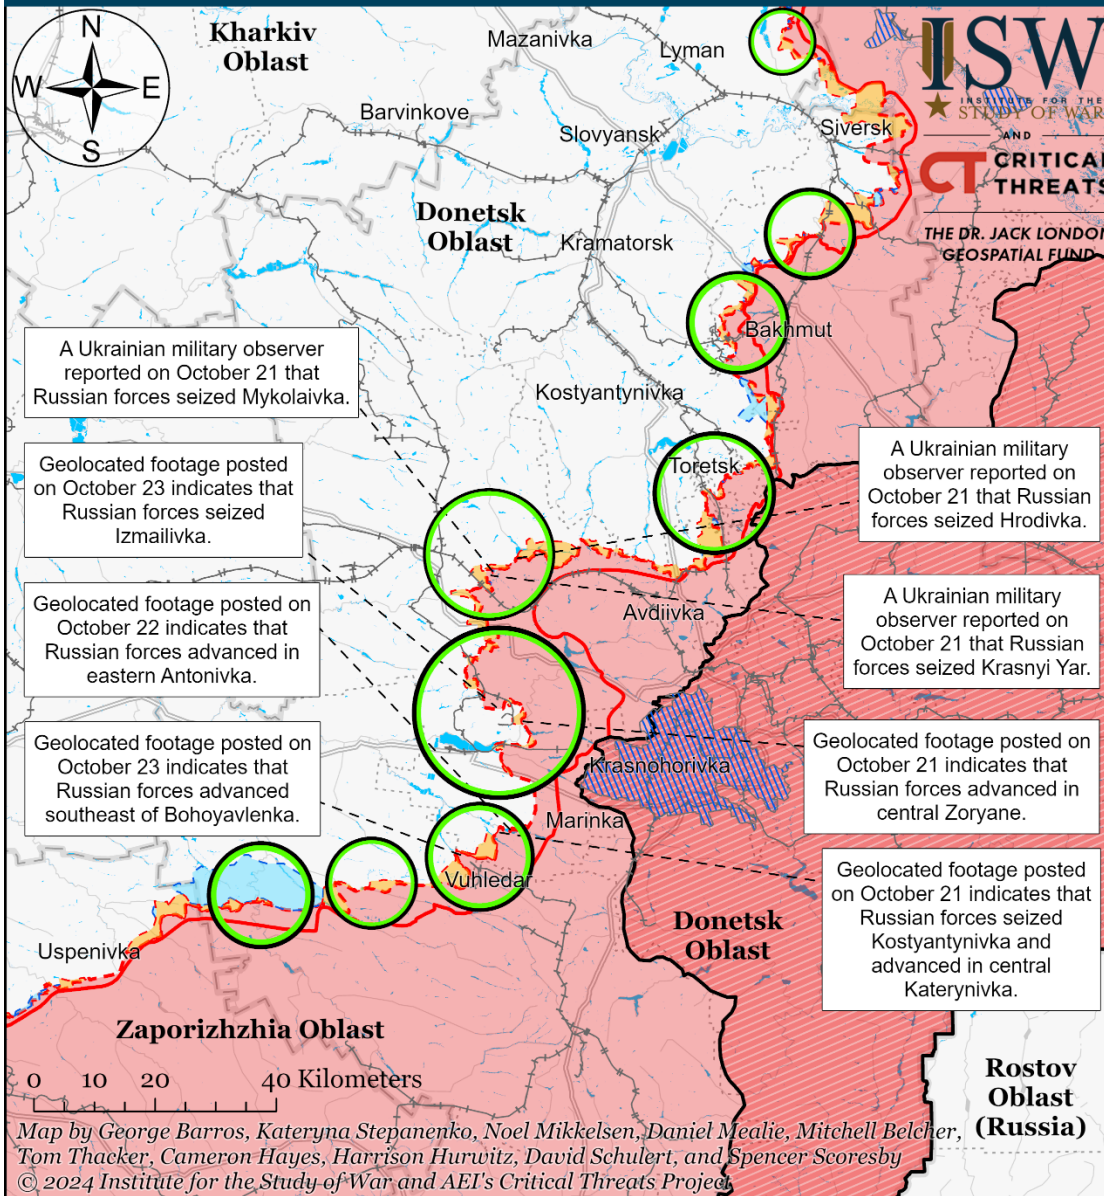 N
W
E
S
Kharkiv
Oblast
Mazanivka
Lyman
Barvinkove
Slovyansk
Siversk
ISW
INSTITUTE FOR THE
STUDY OF WAR
AND
CT CRITICAL
THREATS
THE DR. JACK LONDON
GEOSPATIAL FUND
Donetsk
Oblast
Kramatorsk
Bakhmut
Kostyantynivka
Toretsk
Avdiivka
Krasnohorivka
Marinka
Vuhledar
Uspenivka
A Ukrainian military observer
reported on October 21 that
Russian forces seized Mykolaivka.
Geolocated footage posted
on October 23 indicates that
Russian forces seized
Izmailivka.
Geolocated footage posted on
October 22 indicates that
Russian forces advanced in
eastern Antonivka.
Geolocated footage posted on
October 23 indicates that
Russian forces advanced
southeast of Bohoyavlenka.
A Ukrainian military
observer reported on
October 21 that Russian
forces seized Hrodivka.
A Ukrainian military
observer reported on
October 21 that Russian
forces seized Krasnyi Yar.
Geolocated footage posted on
October 21 indicates that
Russian forces advanced in
central Zoryane.
Geolocated footage posted
on October 21 indicates that
Russian forces seized
Kostyantynivka and
advanced in central
Katerynivka.
Donetsk
Oblast
Zaporizhzhia Oblast
Rostov
Oblast
(Russia)
0 10 20 40 Kilometers
Map by George Barros, Kateryna Stepanenko, Noel Mikkelsen, Daniel Mealie, Mitchell Belcher,
Tom Thacker, Cameron Hayes, Harrison Hurwitz, David Schulert, and Spencer Scoresby
© 2024 Institute for the Study of War and AEI's Critical Threats Project